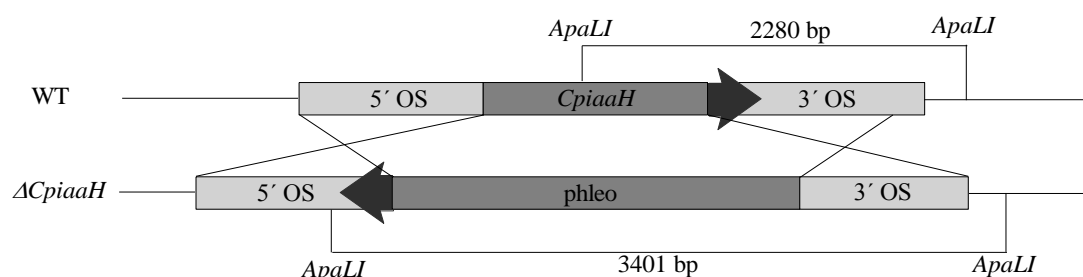 ApaLI 2280 bp ApaLI
WT 5´ OS CpiaaH 3´ OS
ΔCpiaaH 5´ OS phleo 3´ OS
ApaLI 3401 bp ApaLI